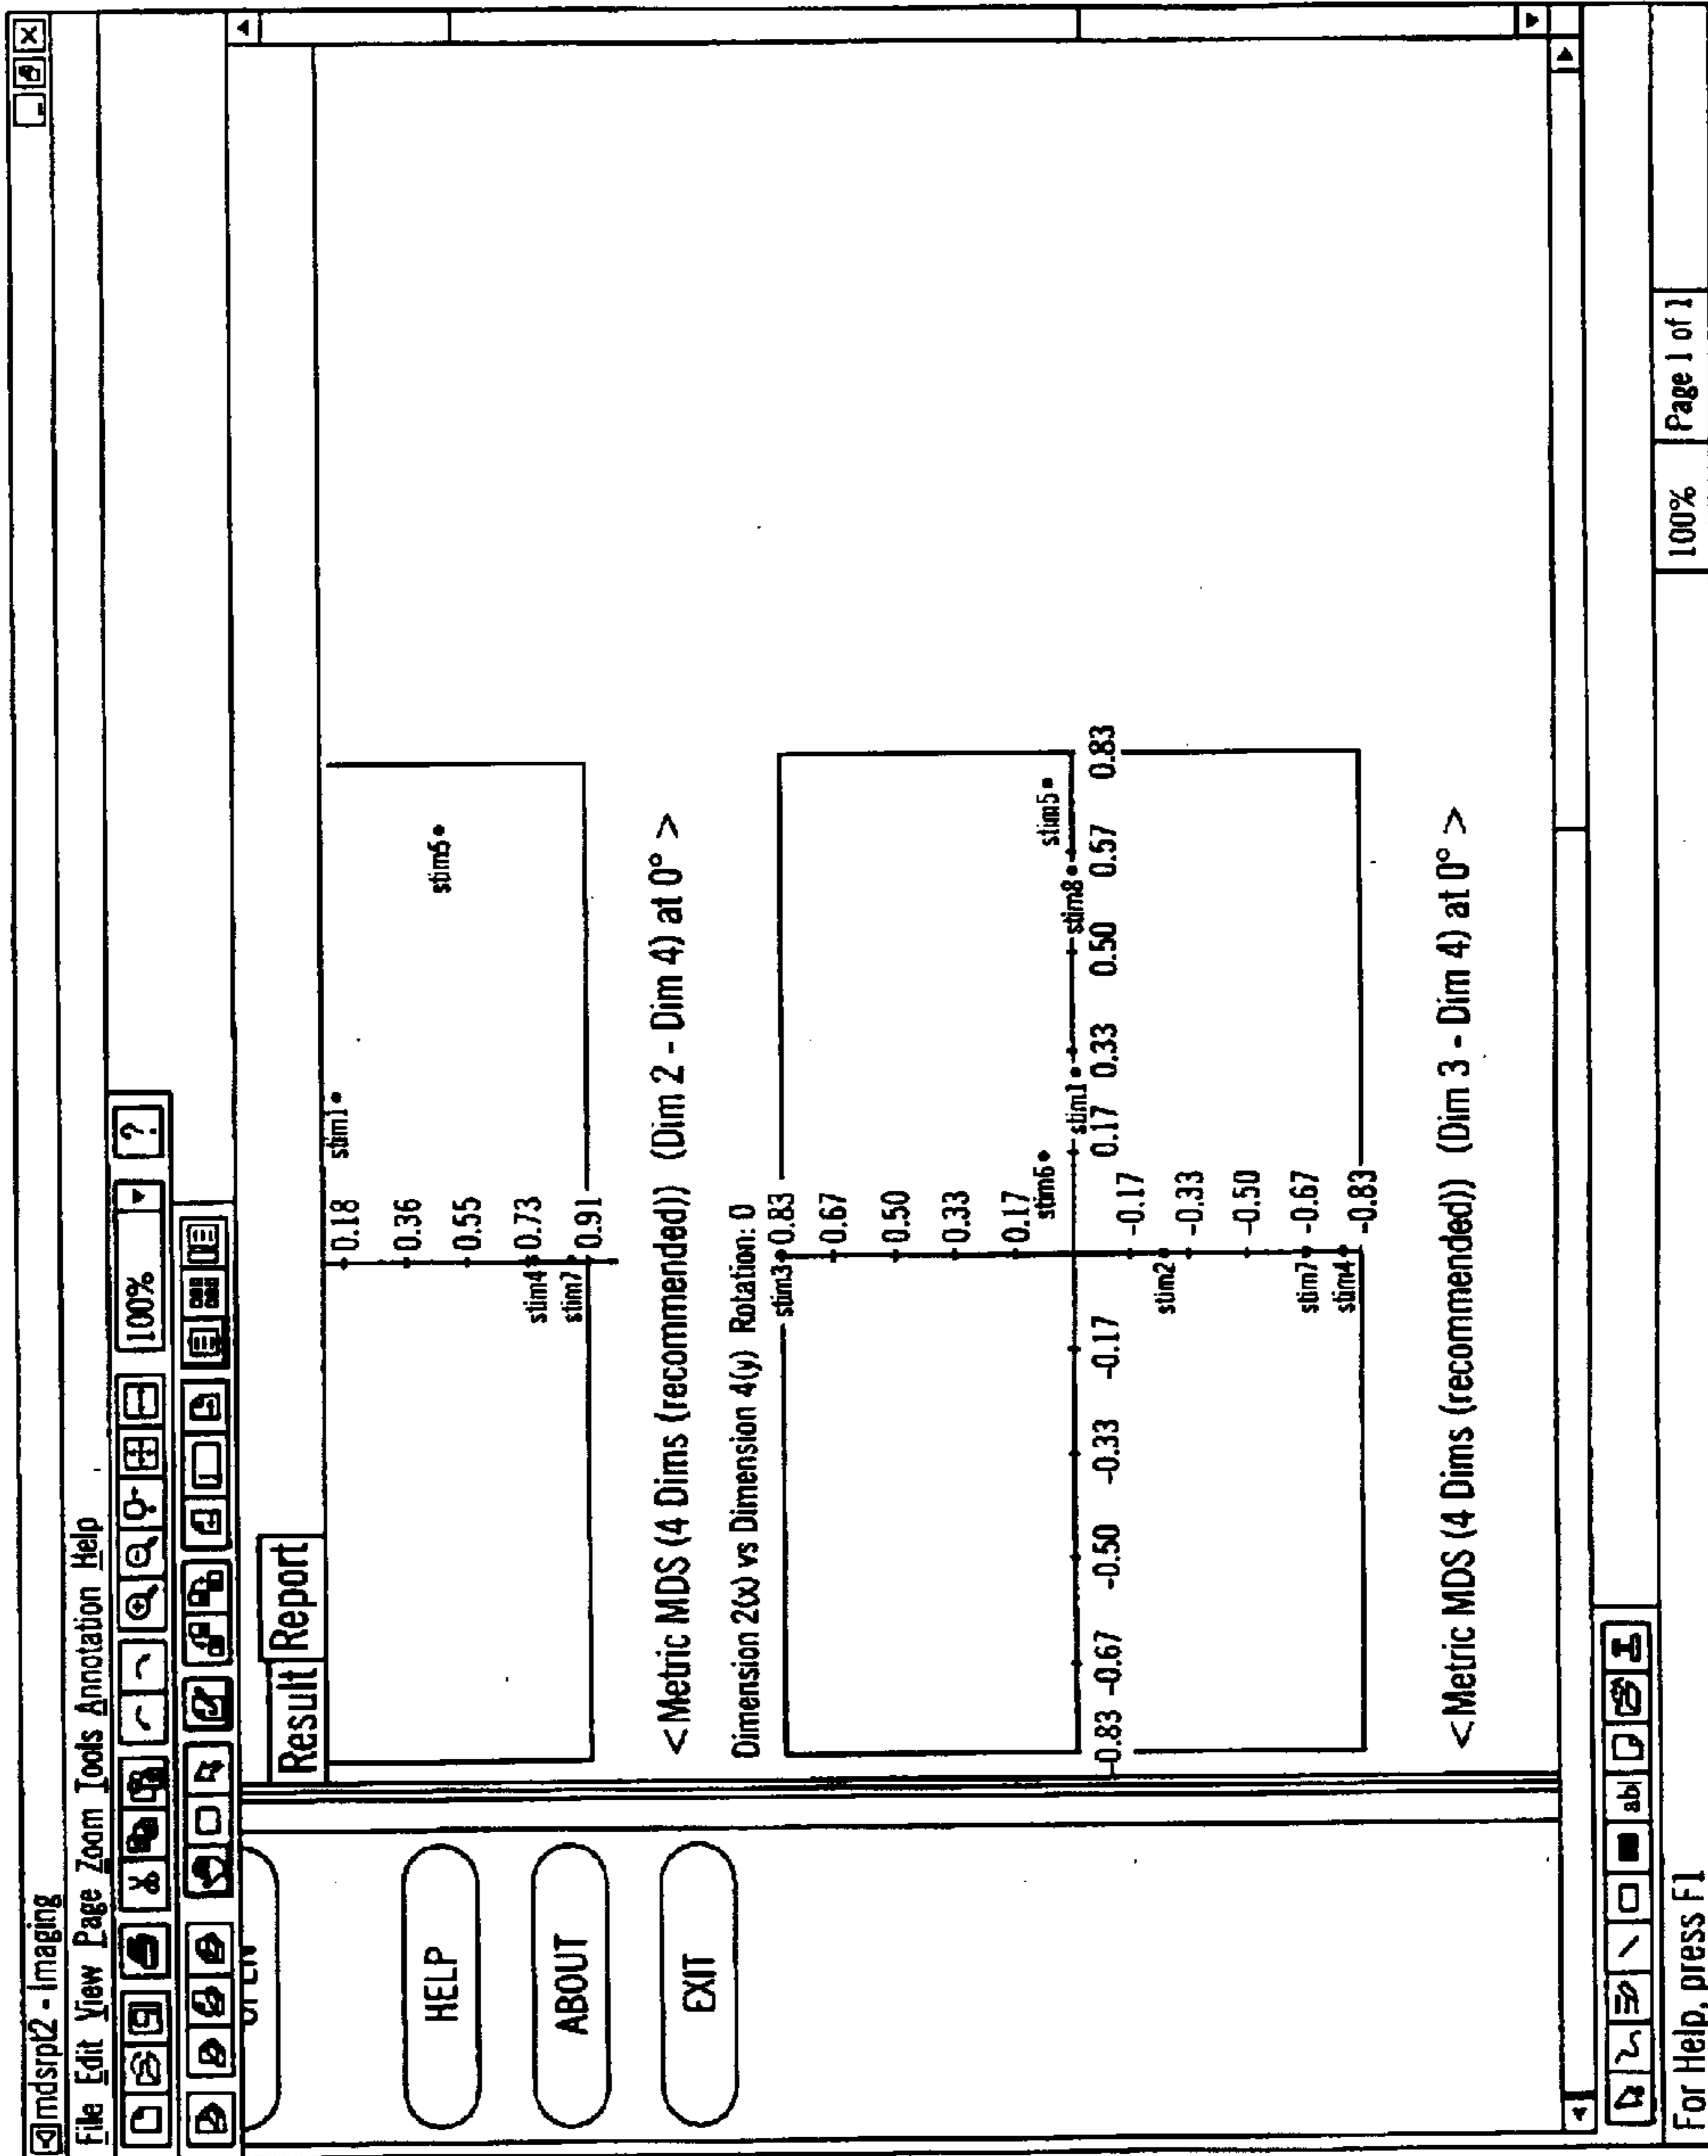 mdsrpt2 - Imaging
File Edit View Page Zoom Tools Annotation Help
100% ?
Result Report
HELP
ABOUT
EXIT
stim1
0.18
0.36
stim5
0.55
0.73
stim4
stim7
0.91
<Metric MDS (4 Dims (recommended)) (Dim 2 - Dim 4) at 0° >
Dimension 2(x) vs Dimension 4(y) Rotation: 0
stim3 0.83
0.67
0.50
0.33
0.17
stim6 stim5
stim1 stim8
-0.83 -0.67 -0.50 -0.33 -0.17 0.17 0.33 0.50 0.67 0.83
-0.17
stim2
-0.33
-0.50
-0.67
stim7
stim4
-0.83
<Metric MDS (4 Dims (recommended)) (Dim 3 - Dim 4) at 0° >
ab
For Help, press F1 100% Page 1 of 1